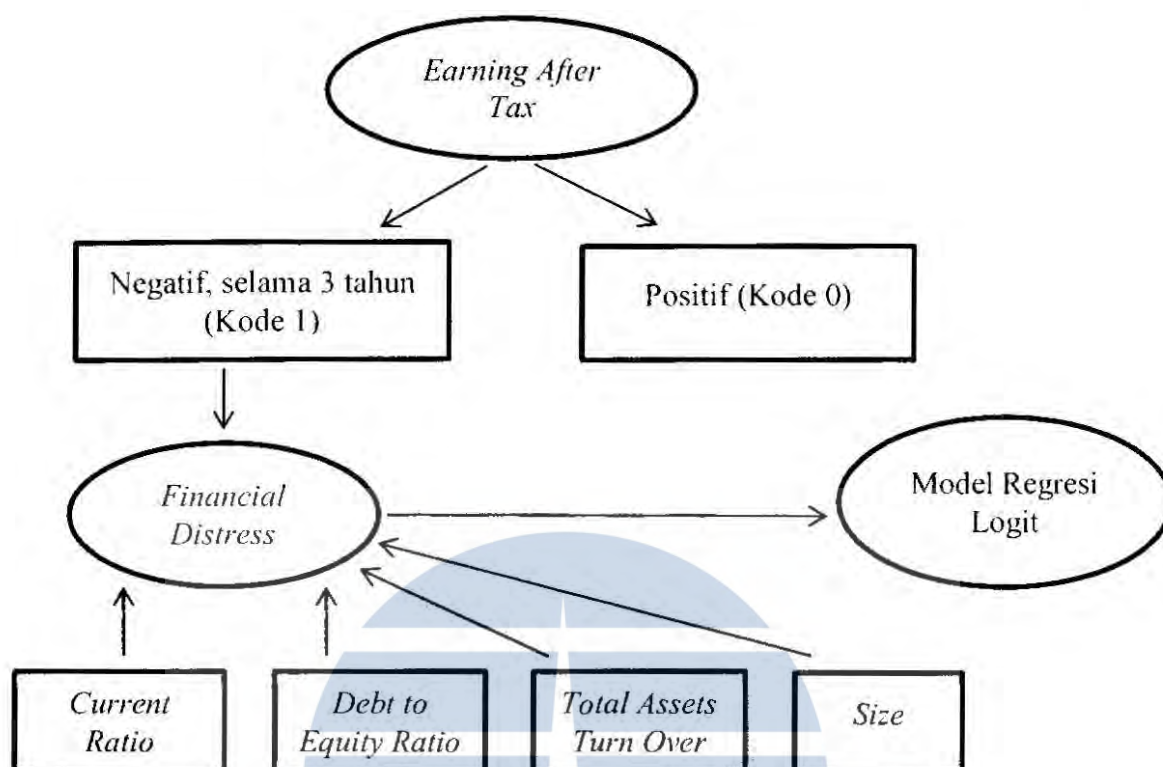 Earning After
Tax
Negatif, selama 3 tahun
(Kode 1)
Positif (Kode 0)
Financial
Distress
Model Regresi
Logit
Current
Ratio
Debt to
Equity Ratio
Total Assets
Turn Over
Size